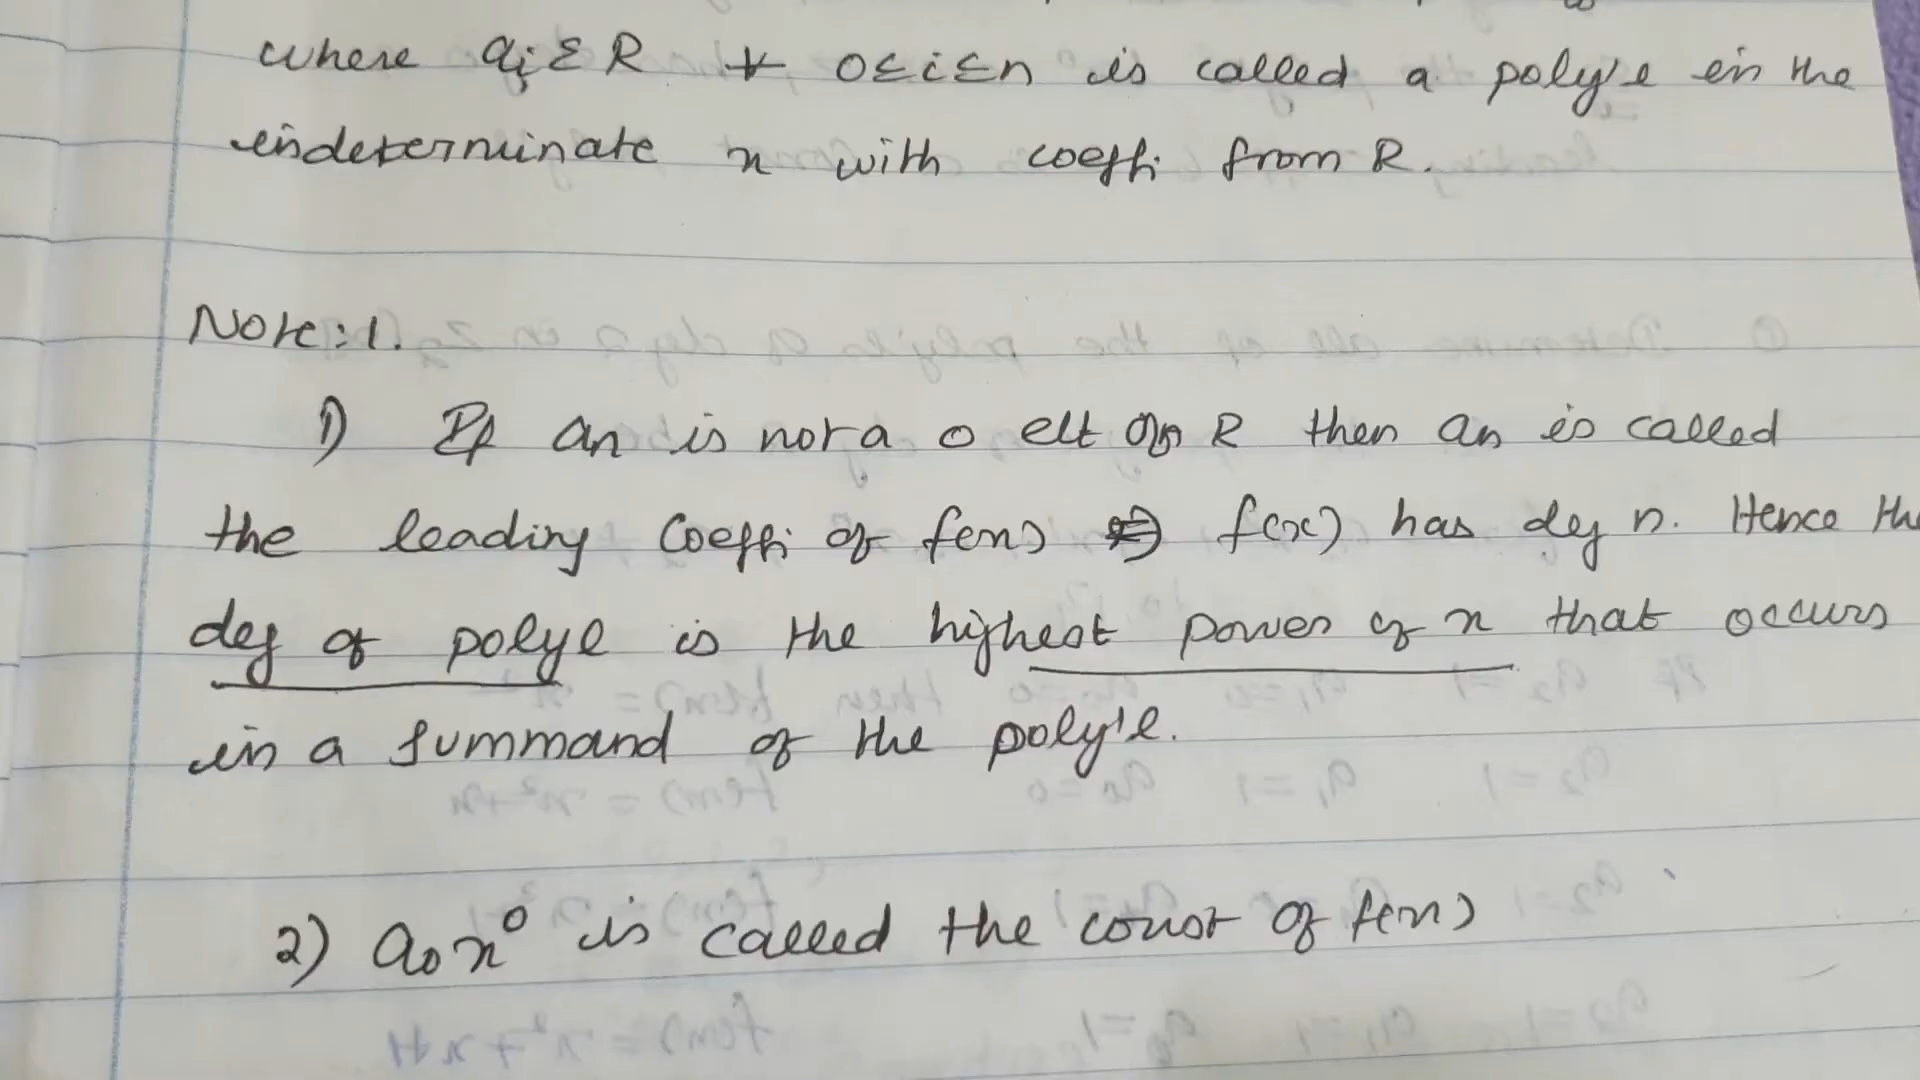 where aᵢ ε R ∀ 0≤i≤n is called a poly'l in the
indeterminate x with coeffi from R.
Note: 1.
1) If an is not a 0 elt of R then an is called
the leading coeffi of f(x) ⇒ f(x) has deg n. Hence the
deg of polyl is the highest power of x that occurs
in a summand of the poly'l.
2) a₀x⁰ is called the const of f(x)